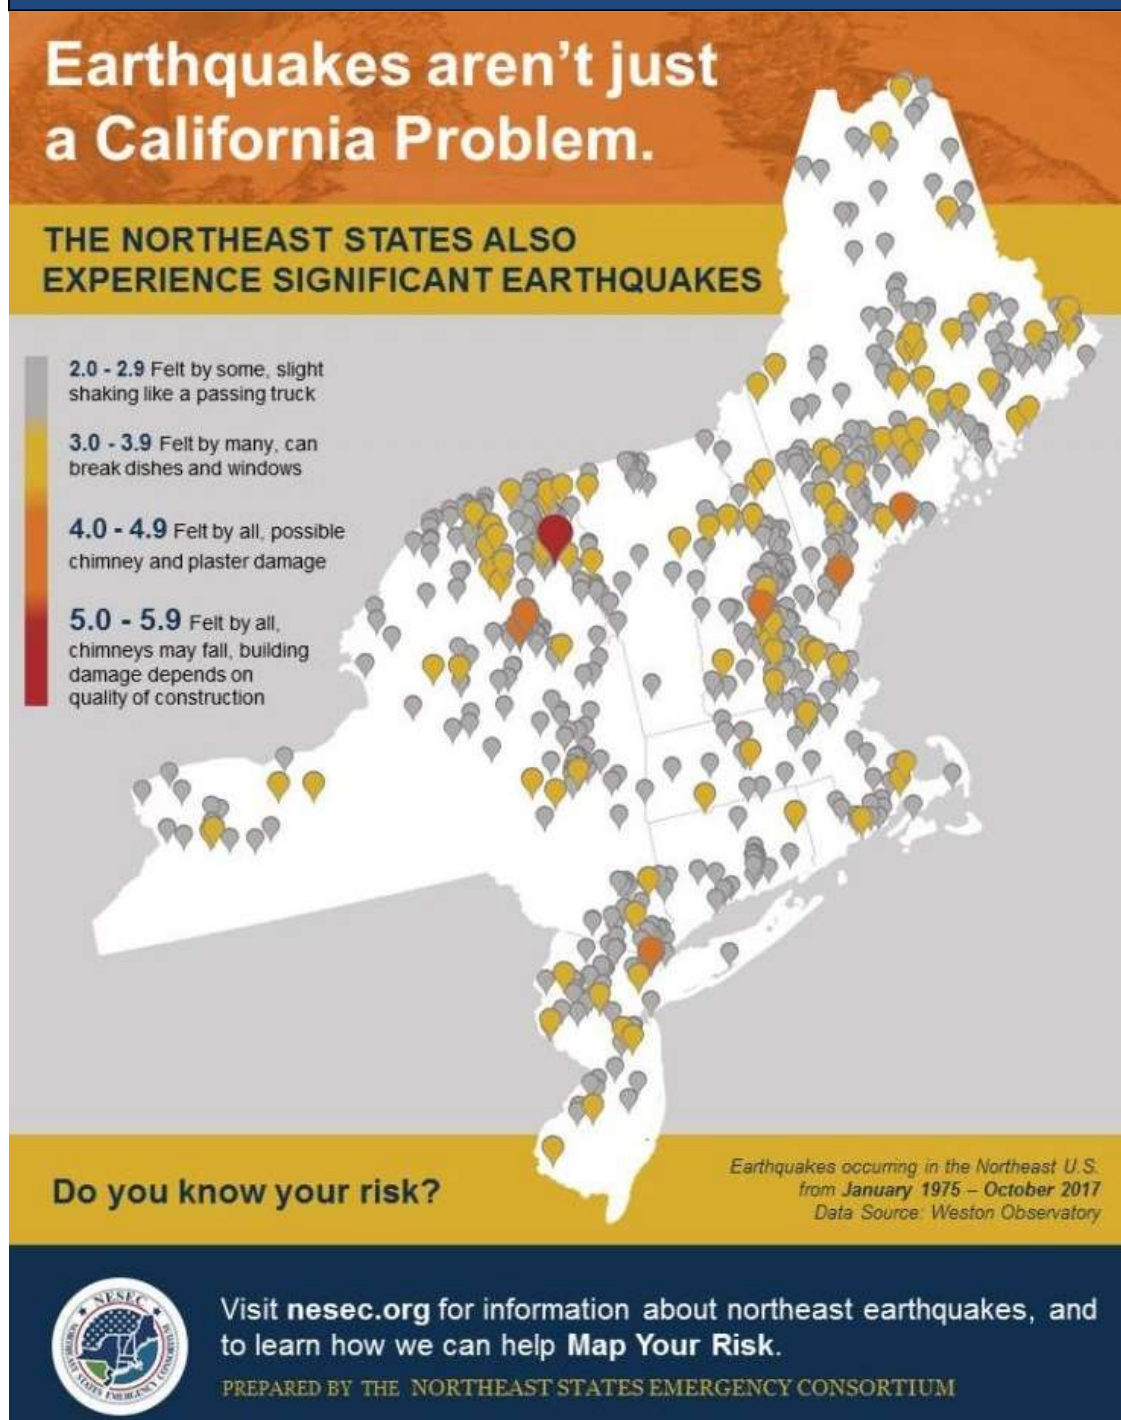 Earthquakes aren't just
a California Problem.
THE NORTHEAST STATES ALSO
EXPERIENCE SIGNIFICANT EARTHQUAKES
2.0 - 2.9 Felt by some, slight
shaking like a passing truck
3.0 - 3.9 Felt by many, can
break dishes and windows
4.0 - 4.9 Felt by all, possible
chimney and plaster damage
5.0 - 5.9 Felt by all,
chimneys may fall, building
damage depends on
quality of construction
Do you know your risk?
Earthquakes occurring in the Northeast U.S.
from January 1975 – October 2017
Data Source: Weston Observatory
NESEC
NORTHEAST STATES EMERGENCY CONSORTIUM
Visit nesec.org for information about northeast earthquakes, and
to learn how we can help Map Your Risk.
PREPARED BY THE NORTHEAST STATES EMERGENCY CONSORTIUM